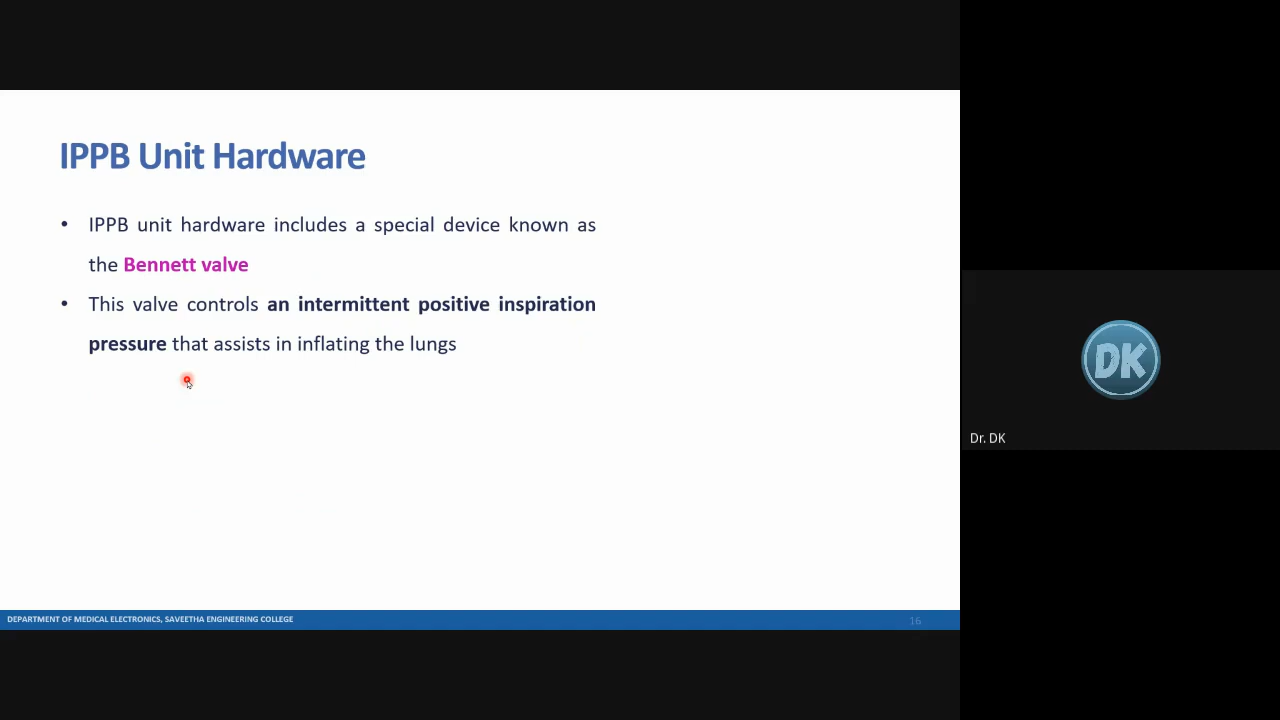 IPPB Unit Hardware
• IPPB unit hardware includes a special device known as
the Bennett valve
• This valve controls an intermittent positive inspiration
pressure that assists in inflating the lungs
DK
Dr. DK
DEPARTMENT OF MEDICAL ELECTRONICS, SAVEETHA ENGINEERING COLLEGE
16